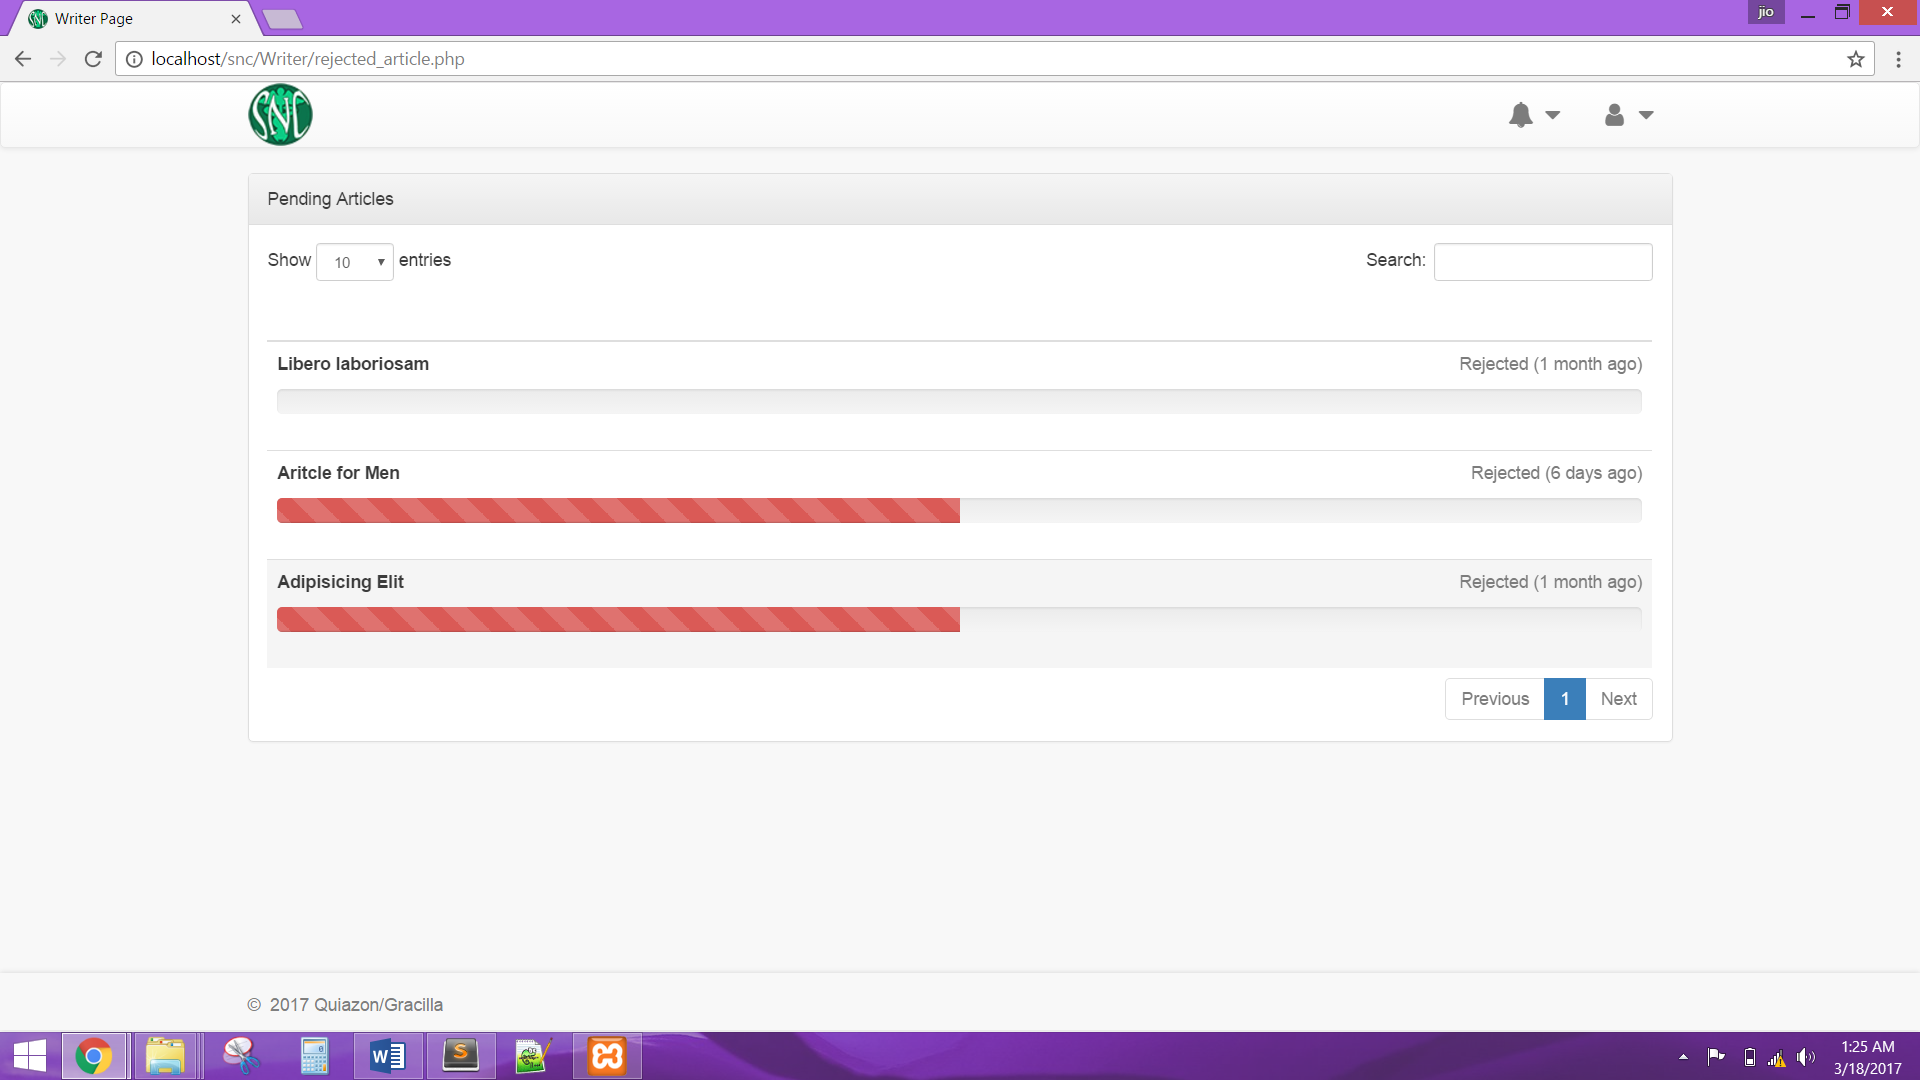 Writer Page
jio
localhost/snc/Writer/rejected_article.php
SNC
Pending Articles
Show 10 entries Search:
Libero laboriosam Rejected (1 month ago)
Aritcle for Men Rejected (6 days ago)
Adipisicing Elit Rejected (1 month ago)
Previous 1 Next
© 2017 Quiazon/Gracilla
1:25 AM
3/18/2017